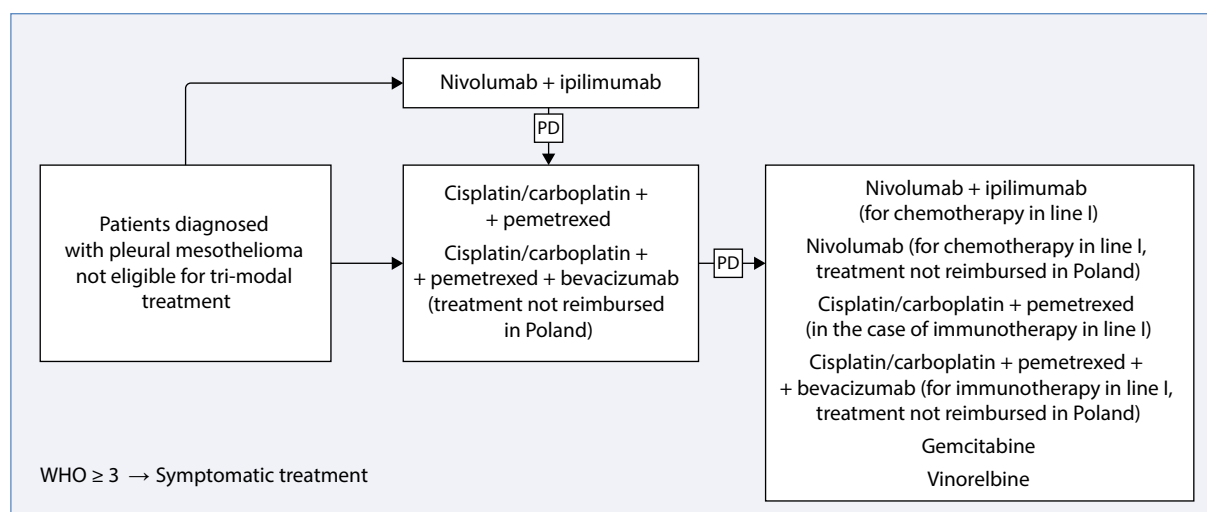 Nivolumab + ipilimumab
PD
Patients diagnosed
with pleural mesothelioma
not eligible for tri-modal
treatment
Cisplatin/carboplatin +
+ pemetrexed
Cisplatin/carboplatin +
+ pemetrexed + bevacizumab
(treatment not reimbursed
in Poland)
PD
Nivolumab + ipilimumab
(for chemotherapy in line I)
Nivolumab (for chemotherapy in line I,
treatment not reimbursed in Poland)
Cisplatin/carboplatin + pemetrexed
(in the case of immunotherapy in line I)
Cisplatin/carboplatin + pemetrexed +
+ bevacizumab (for immunotherapy in line I,
treatment not reimbursed in Poland)
Gemcitabine
Vinorelbine
WHO ≥ 3 → Symptomatic treatment